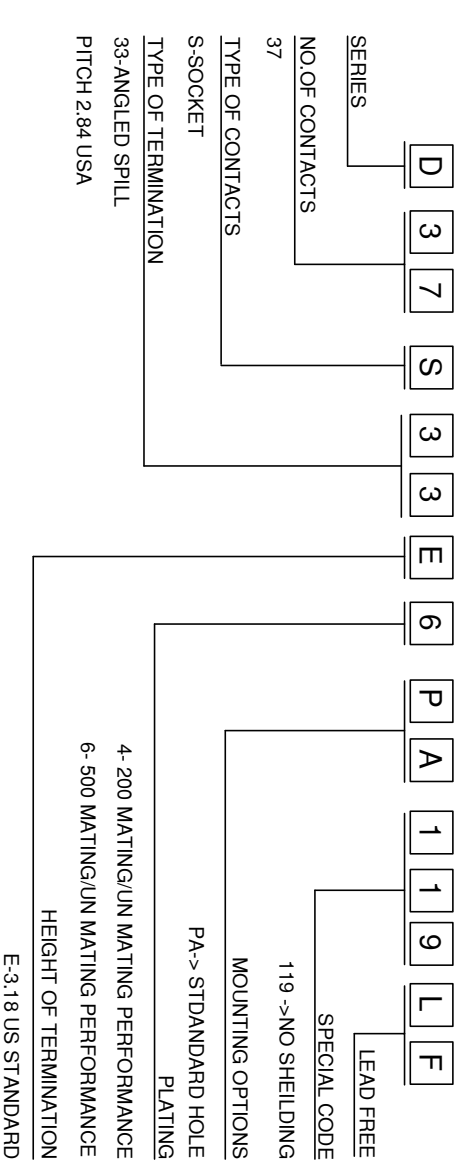 D 3 7 S 3 3 E 6 P A 1 1 9 L F
SERIES
NO.OF CONTACTS
37
TYPE OF CONTACTS
S-SOCKET
TYPE OF TERMINATION
33-ANGLED SPILL
PITCH 2.84 USA
LEAD FREE
SPECIAL CODE
119 ->NO SHEILDING
MOUNTING OPTIONS
PA-> STDANDARD HOLE
PLATING
4- 200 MATING/UN MATING PERFORMANCE
6- 500 MATING/UN MATING PERFORMANCE
HEIGHT OF TERMINATION
E-3.18 US STANDARD